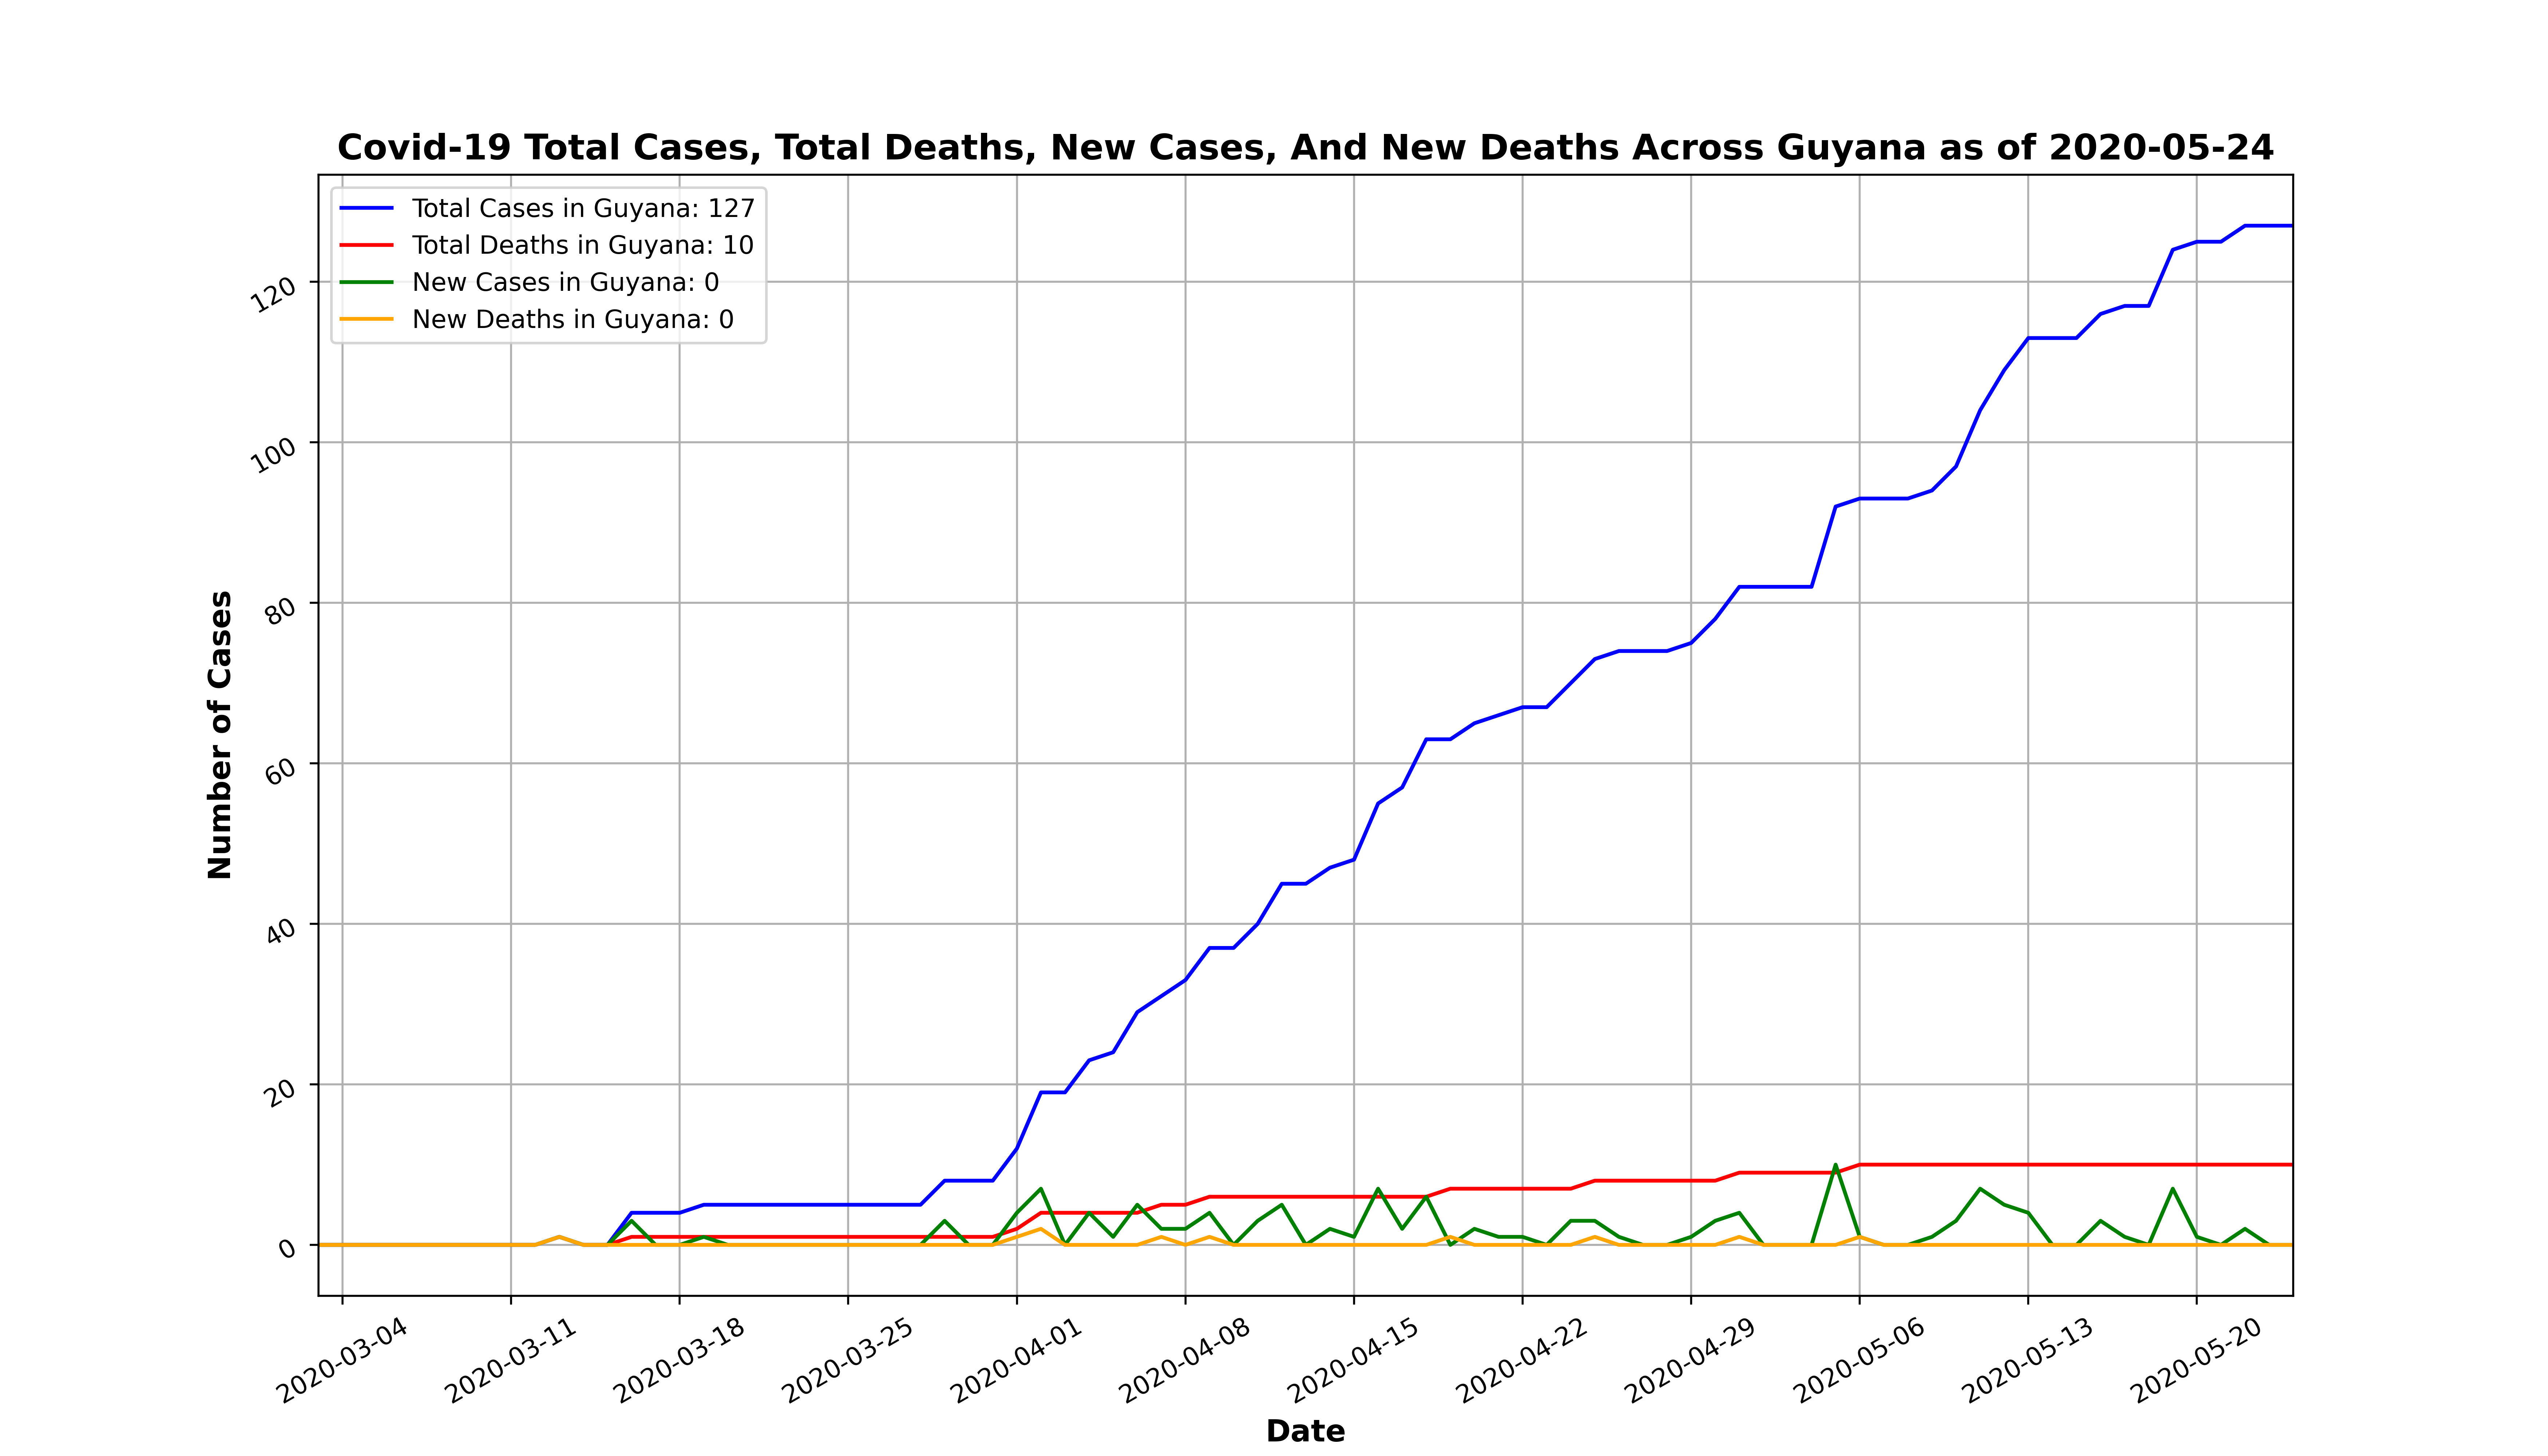 Covid-19 Total Cases, Total Deaths, New Cases, And New Deaths Across Guyana as of 2020-05-24
Total Cases in Guyana: 127
Total Deaths in Guyana: 10
New Cases in Guyana: 0
New Deaths in Guyana: 0
Number of Cases
120
100
80
60
40
20
0
2020-03-04
2020-03-11
2020-03-18
2020-03-25
2020-04-01
2020-04-08
2020-04-15
2020-04-22
2020-04-29
2020-05-06
2020-05-13
2020-05-20
Date